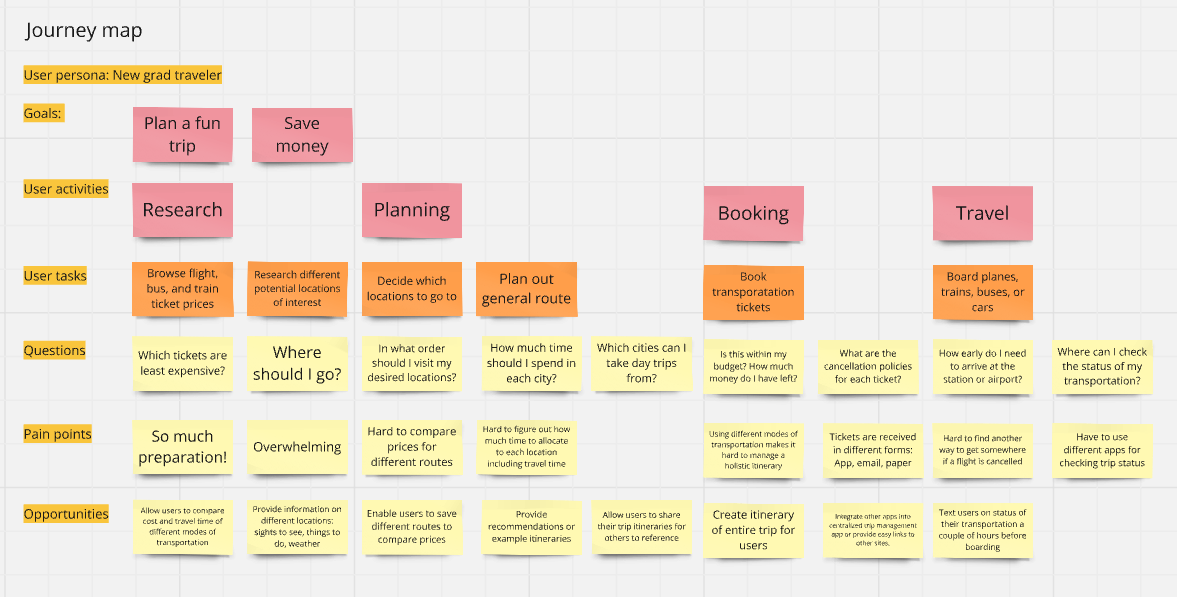 Journey map
User persona: New grad traveler
Goals:
Plan a fun
trip
Save
money
User activities
Research
Planning
Booking
Travel
User tasks
Browse flight,
bus, and train
ticket prices
Research different
potential locations
of interest
Decide which
locations to go to
Plan out
general route
Book
transporatation
tickets
Board planes,
trains, buses, or
cars
Questions
Which tickets are
least expensive?
Where
should I go?
In what order
should I visit my
desired locations?
How much time
should I spend in
each city?
Which cities can I
take day trips
from?
Is this within my
budget? How much
money do I have left?
What are the
cancellation policies
for each ticket?
How early do I need
to arrive at the
station or airport?
Where can I check
the status of my
transportation?
Pain points
So much
preparation!
Overwhelming
Hard to compare
prices for
different routes
Hard to figure out how
much time to allocate
to each location
including travel time
Using different modes of
transportation makes it
hard to manage a
holistic itinerary
Tickets are received
in different forms:
App, email, paper
Hard to find another
way to get somewhere
if a flight is cancelled
Have to use
different apps for
checking trip status
Opportunities
Allow users to compare
cost and travel time of
different modes of
transportation
Provide information on
different locations:
sights to see, things to
do, weather
Enable users to save
different routes to
compare prices
Provide
recommendations or
example itineraries
Allow users to share
their trip itineraries for
others to reference
Create itinerary
of entire trip for
users
Integrate other apps into
centralized trip management
app or provide easy links to
other sites.
Text users on status of
their transportation a
couple of hours before
boarding